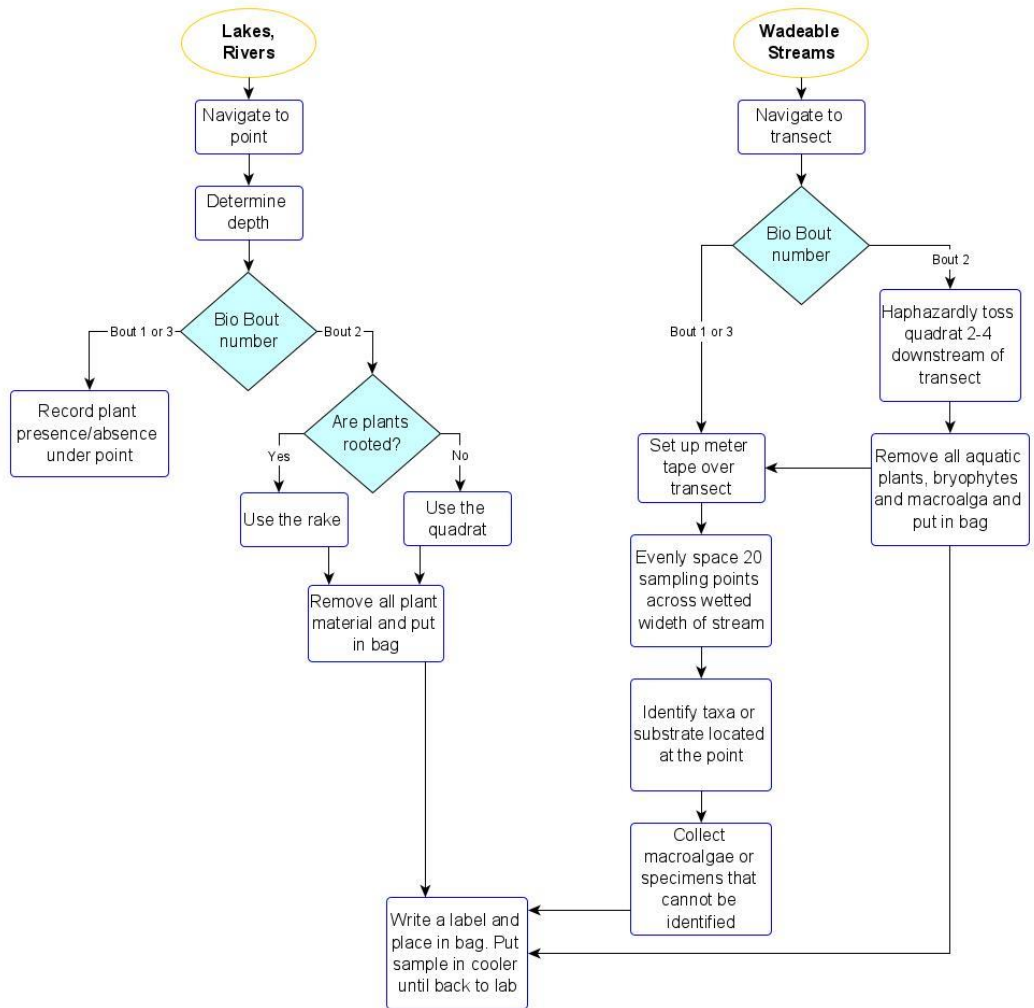 Lakes,
Rivers
Navigate to
point
Determine
depth
Bio Bout
number
Bout 1 or 3
Bout 2
Record plant
presence/absence
under point
Are plants
rooted?
Yes
No
Use the rake
Use the
quadrat
Remove all plant
material and put
in bag
Wadeable
Streams
Navigate to
transect
Bio Bout
number
Bout 1 or 3
Bout 2
Haphazardly toss
quadrat 2-4
downstream of
transect
Set up meter
tape over
transect
Remove all aquatic
plants, bryophytes
and macroalga and
put in bag
Evenly space 20
sampling points
across wetted
wideth of stream
Identify taxa or
substrate located
at the point
Collect
macroalgae or
specimens that
cannot be
identified
Write a label and
place in bag. Put
sample in cooler
until back to lab